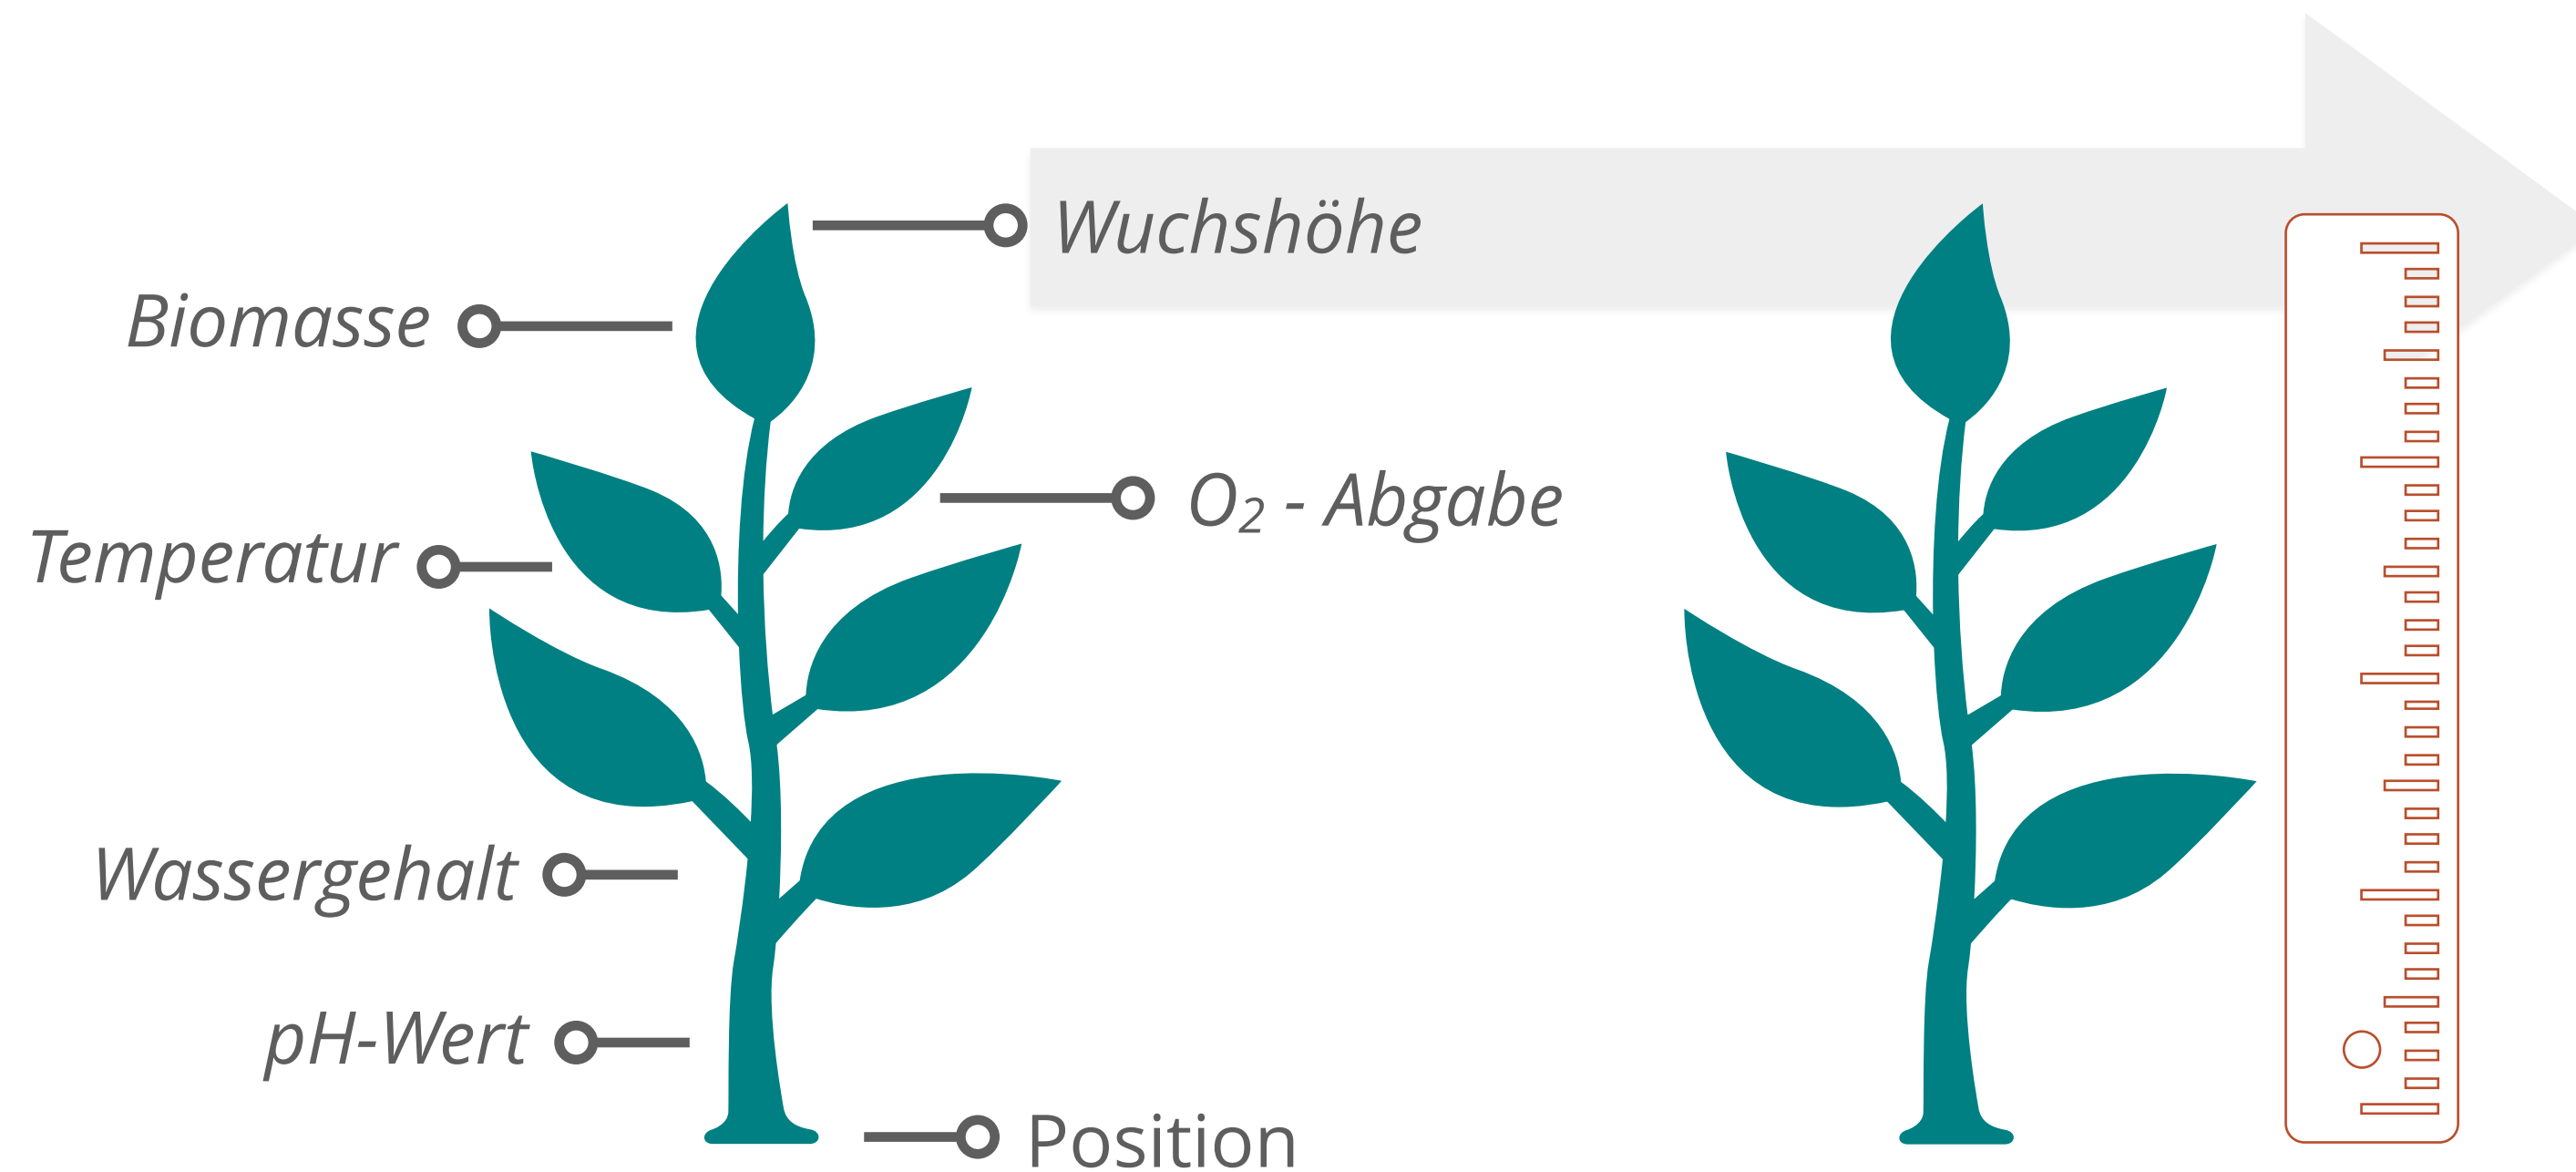 Wuchshöhe
Biomasse
O₂ - Abgabe
Temperatur
Wassergehalt
pH-Wert
Position